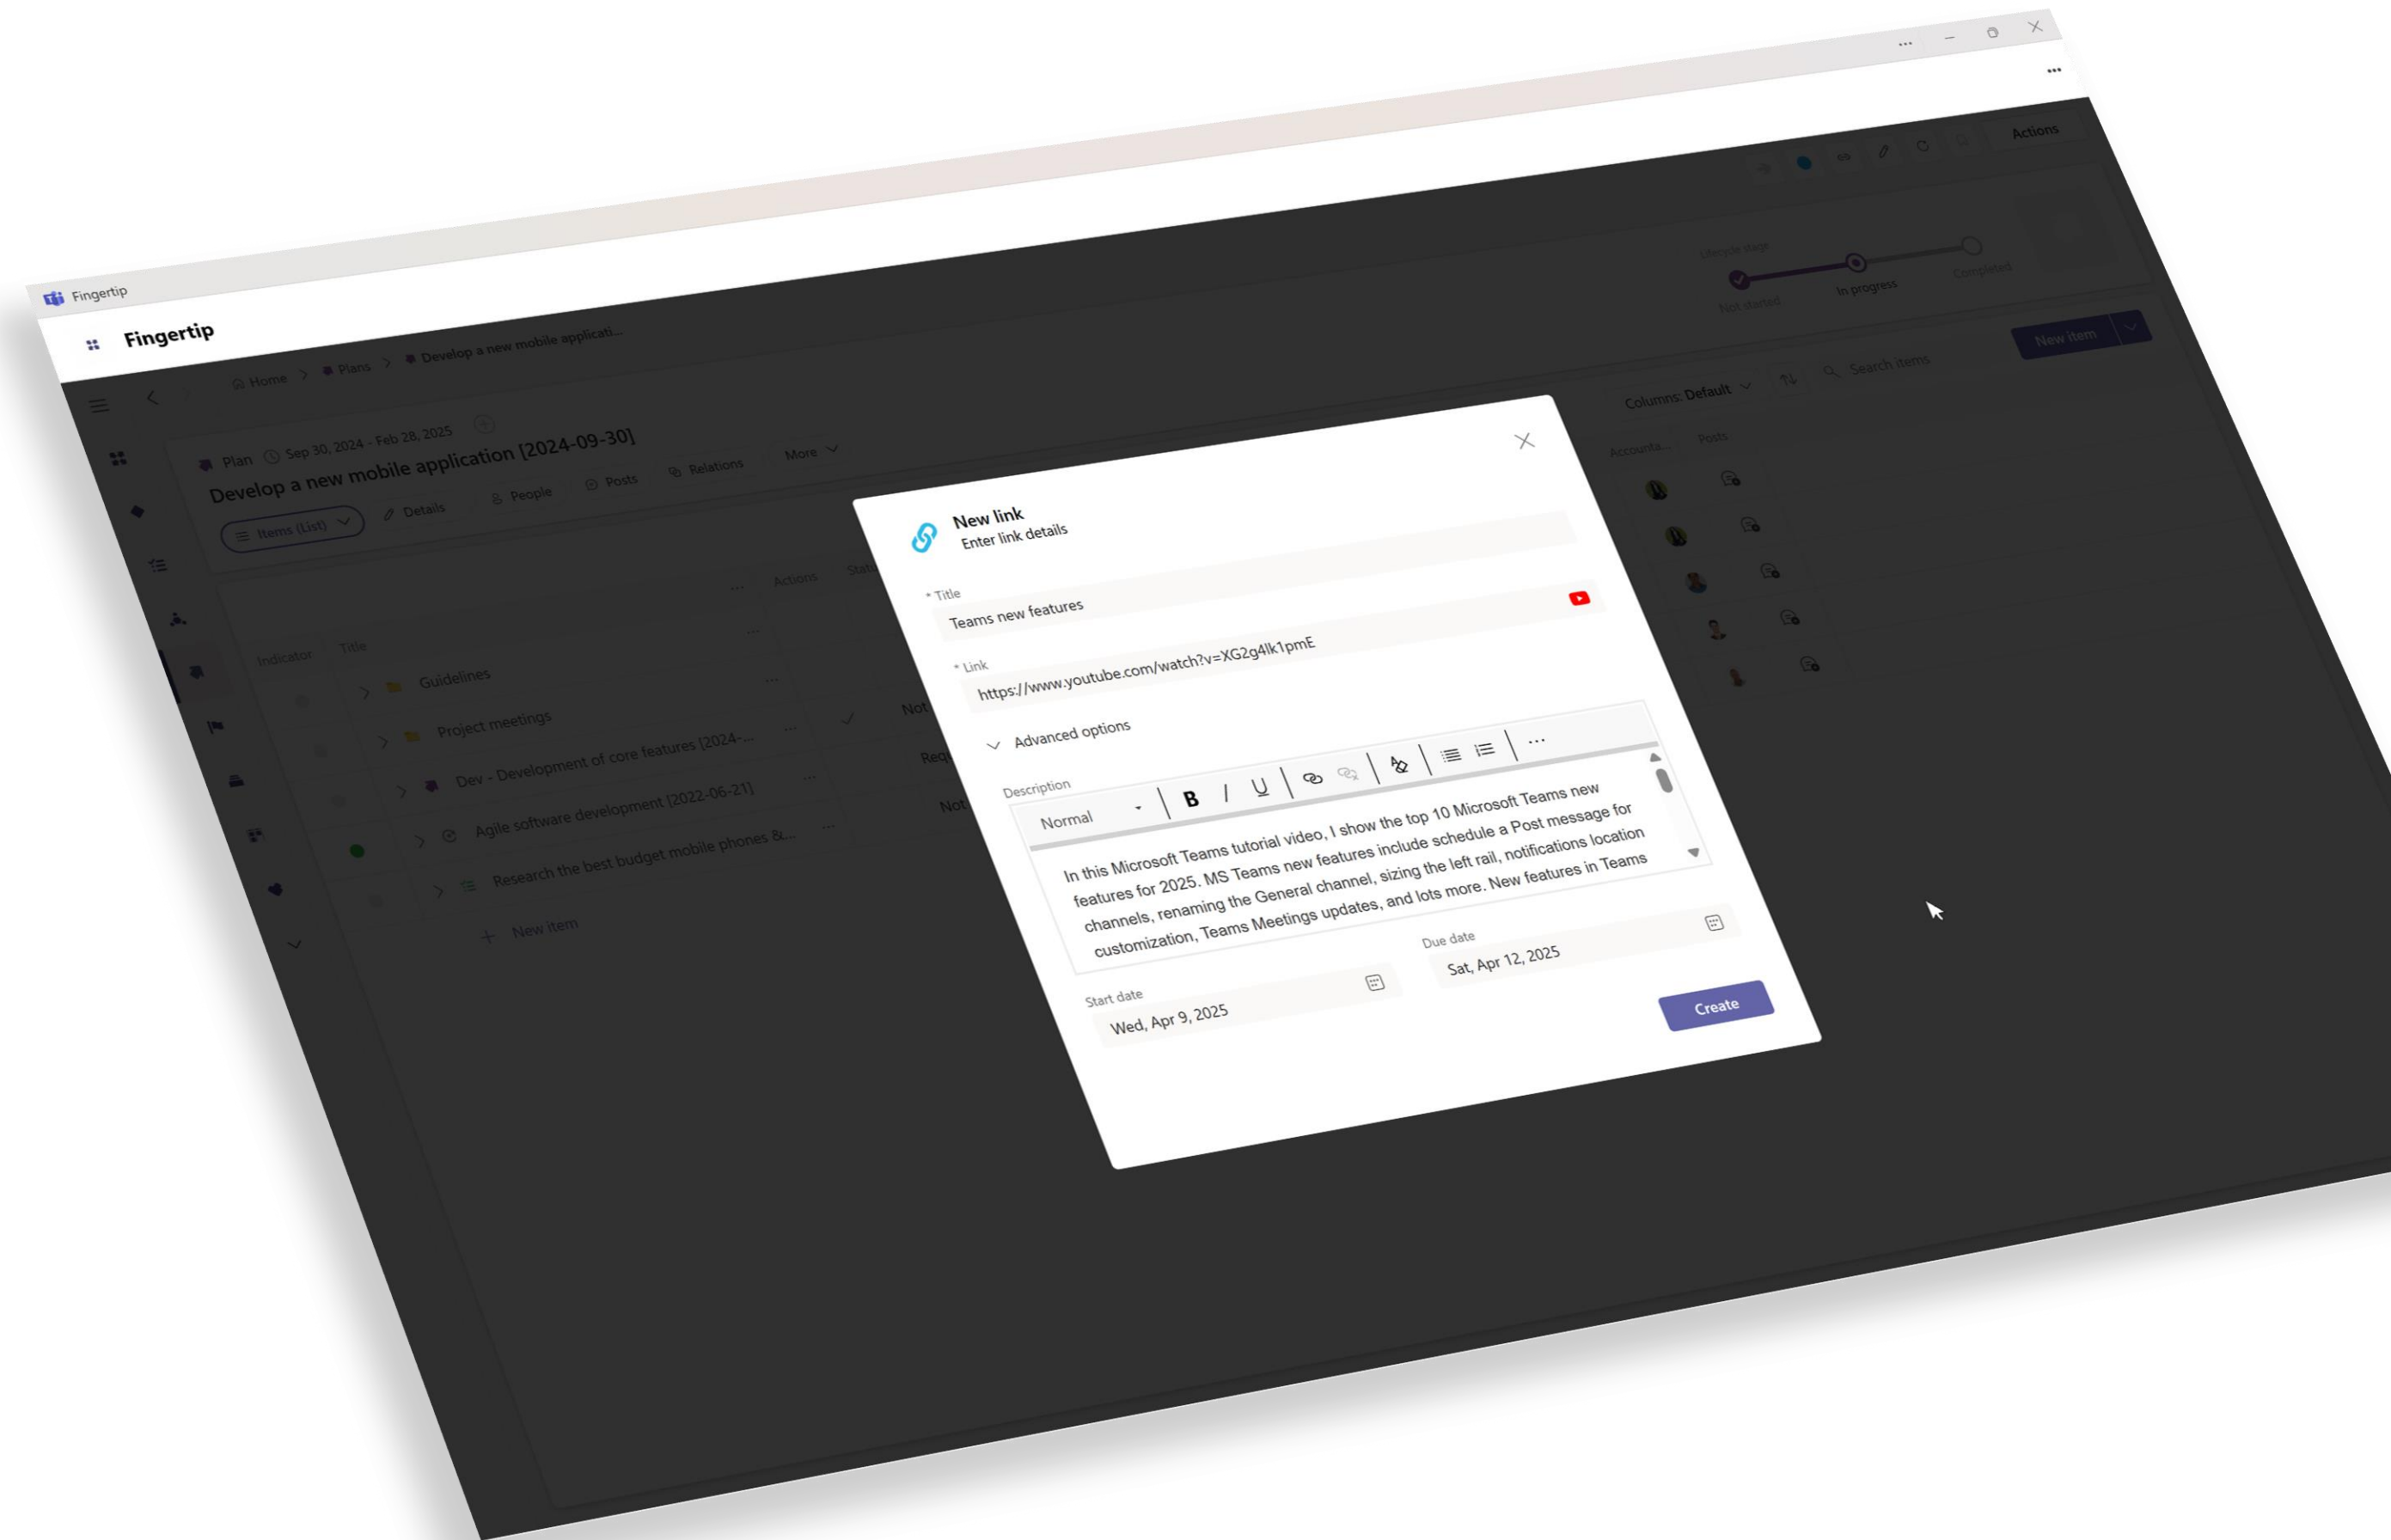 Fingertip
Fingertip
Home > Plans > Develop a new mobile applicati...
Actions
Plan Sep 30, 2024 - Feb 28, 2025
Develop a new mobile application [2024-09-30]
Items (List) Details People Posts Relations More
Lifecycle stage
Not started In progress Completed
Columns: Default Search items New item
Indicator Title ... Actions
Accounta... Posts
Guidelines ...
Project meetings ...
Dev - Development of core features [2024-... ... Not
Agile software development [2022-06-21] ...
Research the best budget mobile phones &... ... Not
New item
New link
Enter link details
* Title
Teams new features
* Link
https://www.youtube.com/watch?v=XG2g4lk1pmE
Advanced options
Description
Normal B I U ...
In this Microsoft Teams tutorial video, I show the top 10 Microsoft Teams new
features for 2025. MS Teams new features include schedule a Post message for
channels, renaming the General channel, sizing the left rail, notifications location
customization, Teams Meetings updates, and lots more. New features in Teams
Start date
Wed, Apr 9, 2025
Due date
Sat, Apr 12, 2025
Create